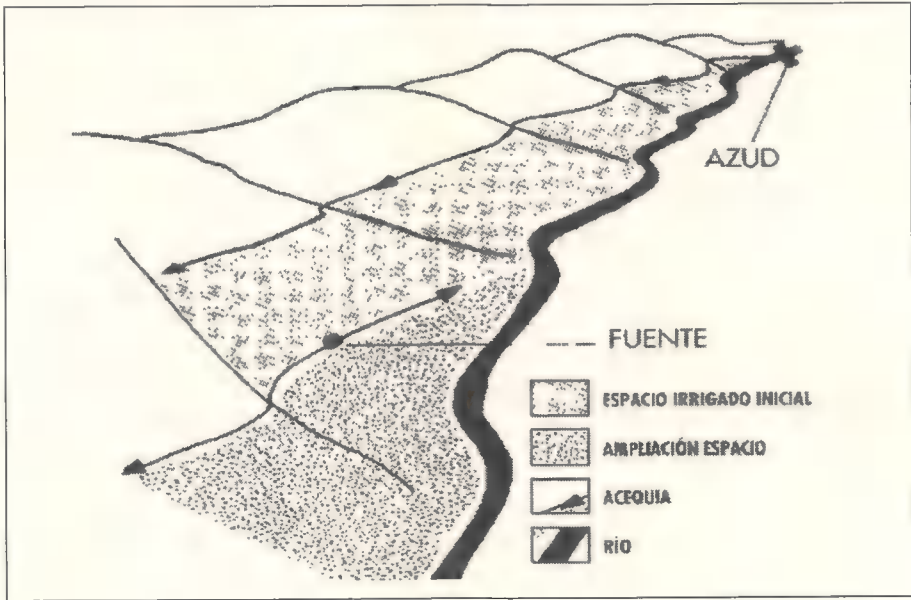 AZUD
FUENTE
ESPACIO IRRIGADO INICIAL
AMPLIACIÓN ESPACIO
ACEQUIA
RÍO